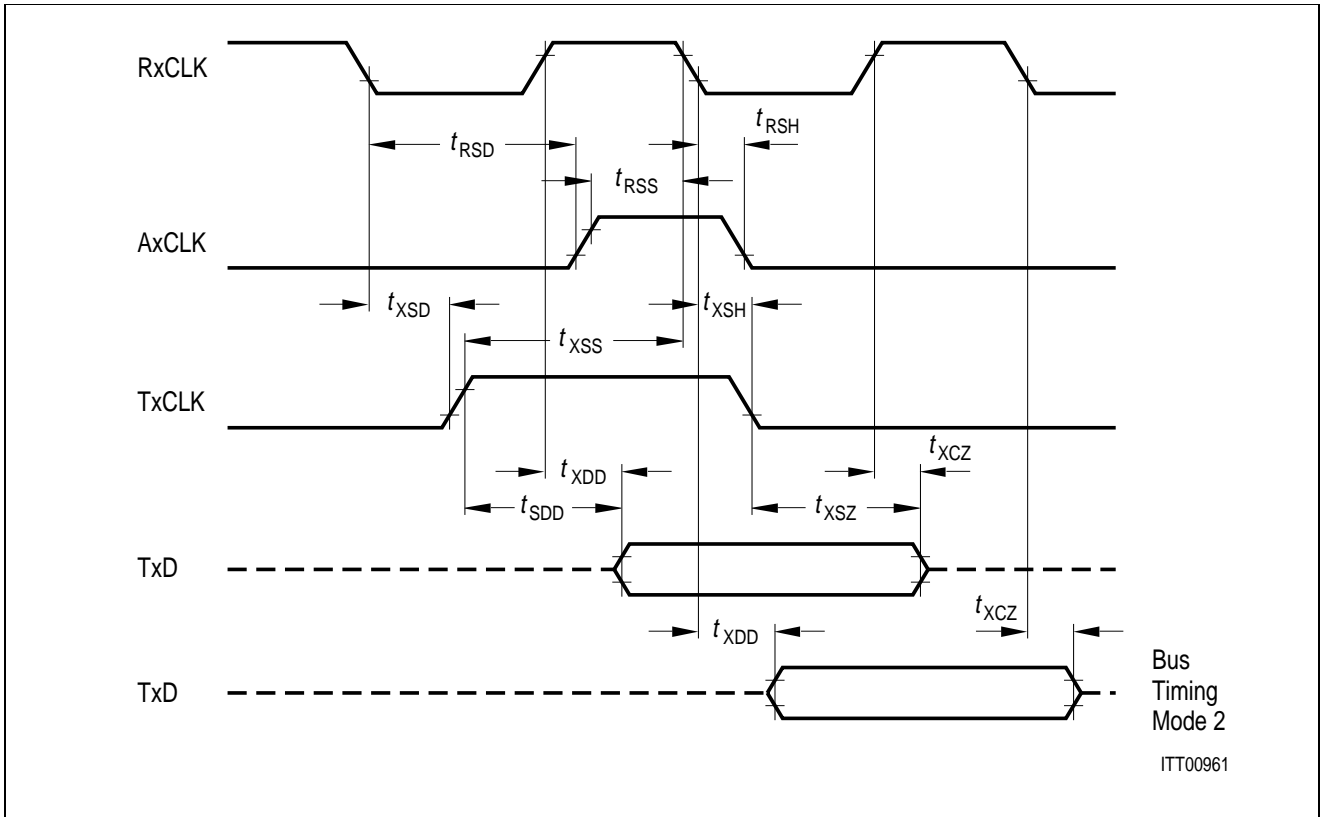 RxCLK
tRSH
tRSD
tRSS
AxCLK
tXSD
tXSH
tXSS
TxCLK
tXCZ
tXDD
tSDD
tXSZ
TxD
tXCZ
tXDD
TxD
Bus
Timing
Mode 2
ITT00961